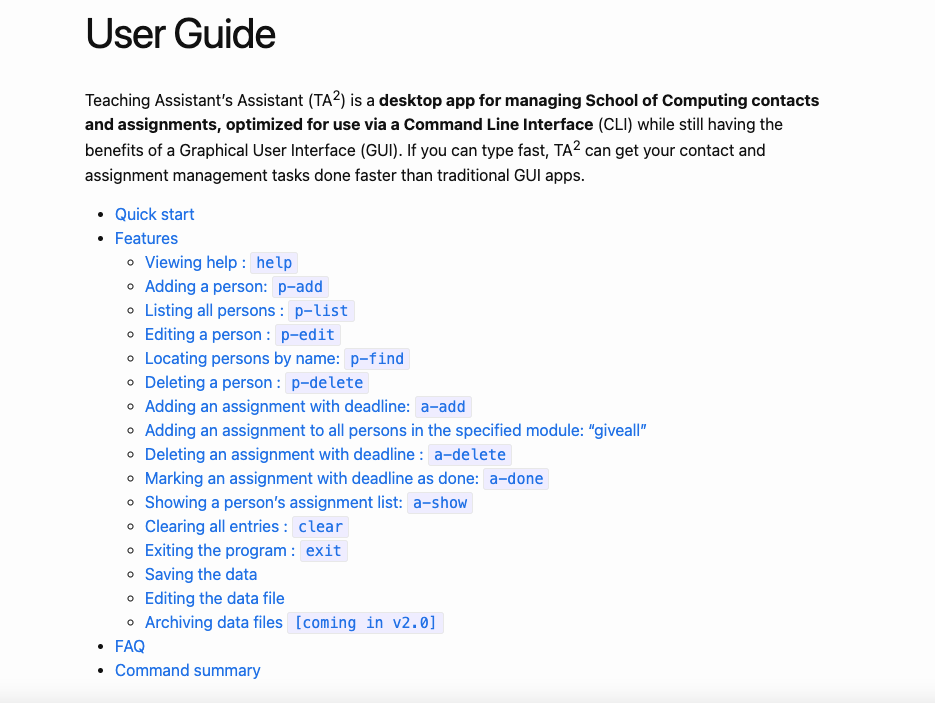 User Guide
Teaching Assistant’s Assistant (TA²) is a desktop app for managing School of Computing contacts
and assignments, optimized for use via a Command Line Interface (CLI) while still having the
benefits of a Graphical User Interface (GUI). If you can type fast, TA² can get your contact and
assignment management tasks done faster than traditional GUI apps.
• Quick start
• Features
◦ Viewing help : help
◦ Adding a person: p-add
◦ Listing all persons : p-list
◦ Editing a person : p-edit
◦ Locating persons by name: p-find
◦ Deleting a person : p-delete
◦ Adding an assignment with deadline: a-add
◦ Adding an assignment to all persons in the specified module: “giveall”
◦ Deleting an assignment with deadline : a-delete
◦ Marking an assignment with deadline as done: a-done
◦ Showing a person’s assignment list: a-show
◦ Clearing all entries : clear
◦ Exiting the program : exit
◦ Saving the data
◦ Editing the data file
◦ Archiving data files [coming in v2.0]
• FAQ
• Command summary